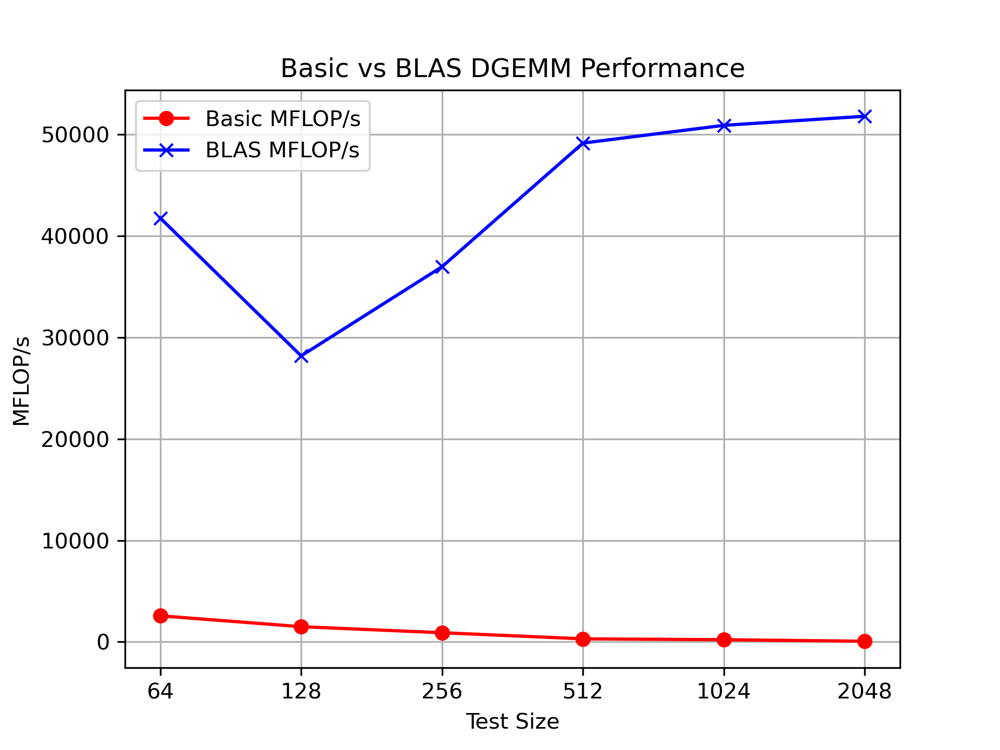 Basic vs BLAS DGEMM Performance
Basic MFLOP/s
BLAS MFLOP/s
50000
40000
30000
20000
10000
0
MFLOP/s
64 128 256 512 1024 2048
Test Size